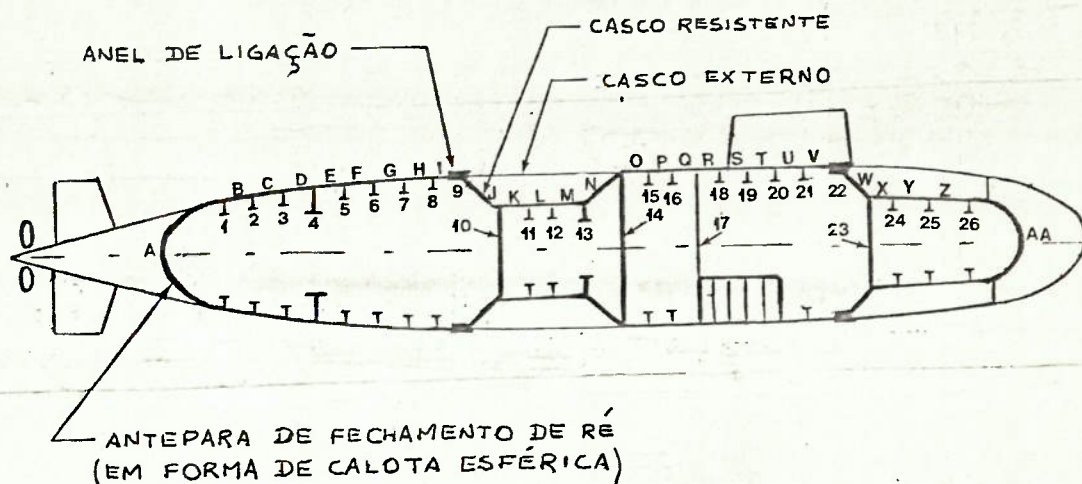 CASCO RESISTENTE
ANEL DE LIGAÇÃO
CASCO EXTERNO
O P Q R S T U V
B C D E F G H I
J K L M N
W X Y Z
1 2 3 4 5 6 7 8 9
15 16 18 19 20 21 22
14 17
10 11 12 13
23 24 25 26
A
AA
ANTEPARA DE FECHAMENTO DE RÉ
(EM FORMA DE CALOTA ESFÉRICA)